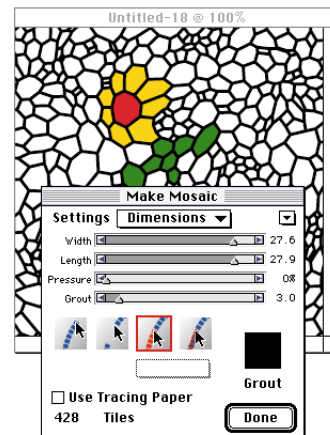 Untitled-18 @ 100%
Make Mosaic
Settings Dimensions
Width 27.6
Length 27.9
Pressure 0%
Grout 3.0
Grout
Use Tracing Paper
428 Tiles
Done